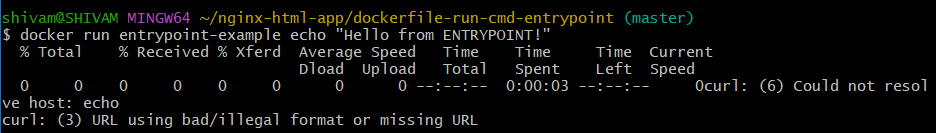 shivam@SHIVAM MINGW64 ~/nginx-html-app/dockerfile-run-cmd-entrypoint (master)
$ docker run entrypoint-example echo "Hello from ENTRYPOINT!"
  % Total    % Received % Xferd  Average Speed   Time    Time     Time  Current
                                 Dload  Upload   Total   Spent    Left  Speed
  0     0    0     0    0     0      0      0 --:--:--  0:00:03 --:--:--     0curl: (6) Could not resol
ve host: echo
curl: (3) URL using bad/illegal format or missing URL